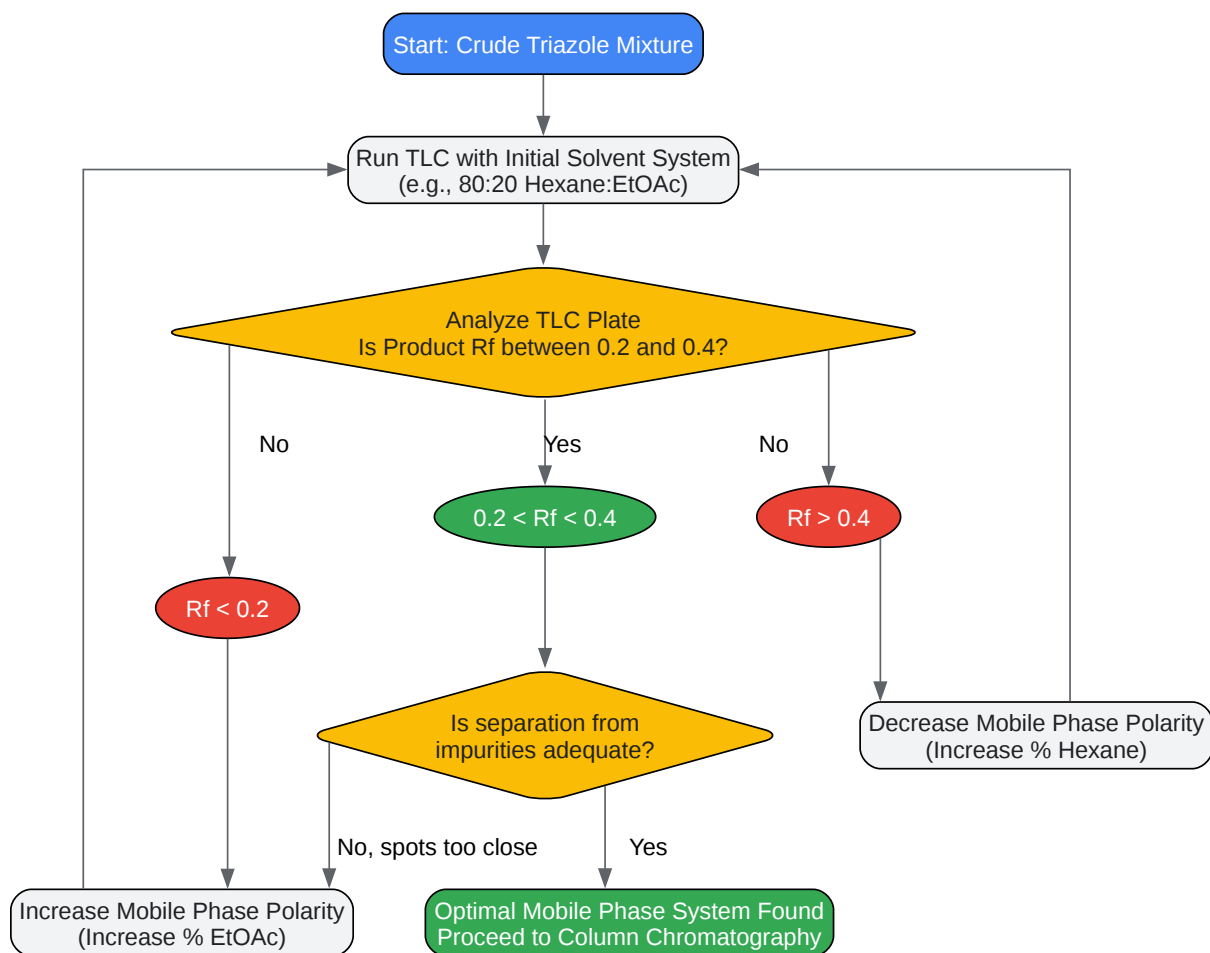 Start: Crude Triazole Mixture
Run TLC with Initial Solvent System
(e.g., 80:20 Hexane:EtOAc)
Analyze TLC Plate
Is Product Rf between 0.2 and 0.4?
No
Yes
No
0.2 < Rf < 0.4
Rf > 0.4
Rf < 0.2
Is separation from
impurities adequate?
Decrease Mobile Phase Polarity
(Increase % Hexane)
No, spots too close
Yes
Increase Mobile Phase Polarity
(Increase % EtOAc)
Optimal Mobile Phase System Found
Proceed to Column Chromatography